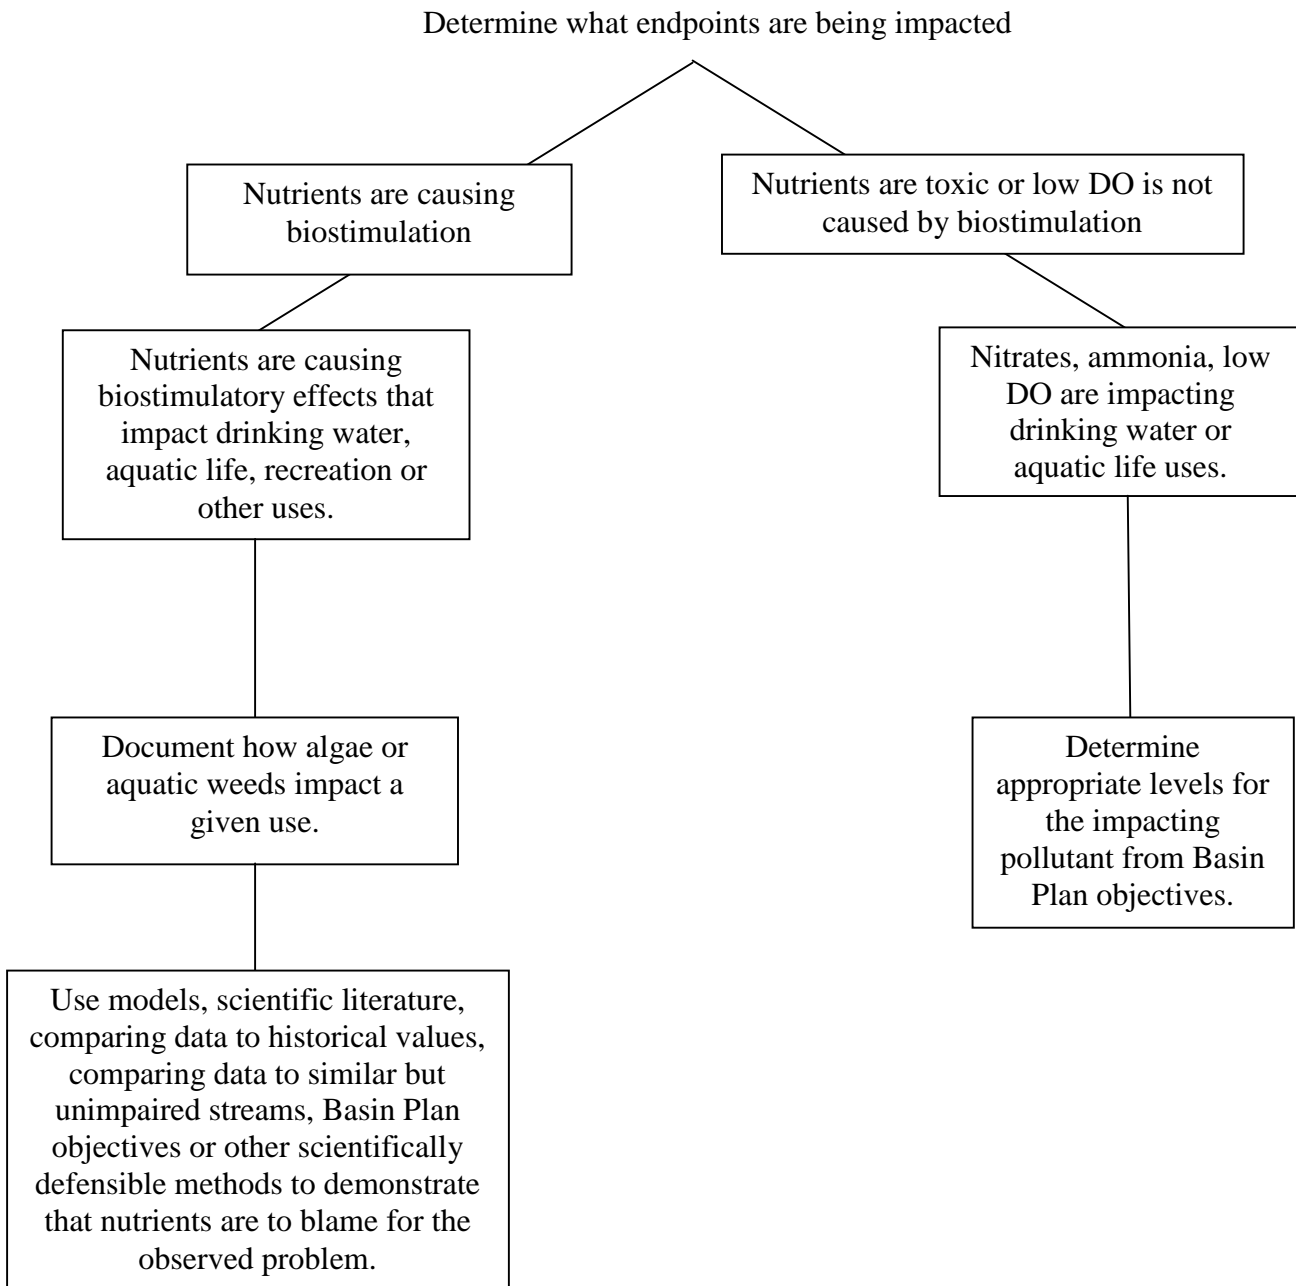 Determine what endpoints are being impacted
Nutrients are causing
biostimulation
Nutrients are toxic or low DO is not
caused by biostimulation
Nutrients are causing
biostimulatory effects that
impact drinking water,
aquatic life, recreation or
other uses.
Nitrates, ammonia, low
DO are impacting
drinking water or
aquatic life uses.
Document how algae or
aquatic weeds impact a
given use.
Determine
appropriate levels for
the impacting
pollutant from Basin
Plan objectives.
Use models, scientific literature,
comparing data to historical values,
comparing data to similar but
unimpaired streams, Basin Plan
objectives or other scientifically
defensible methods to demonstrate
that nutrients are to blame for the
observed problem.